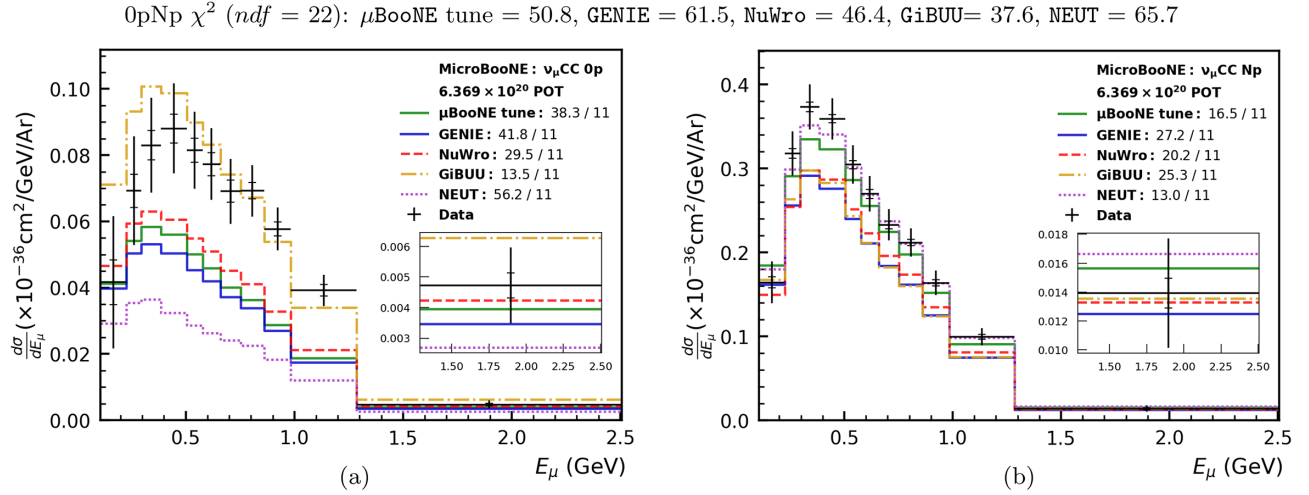 0pNp χ² (ndf = 22): μBooNE tune = 50.8, GENIE = 61.5, NuWro = 46.4, GiBUU= 37.6, NEUT = 65.7
MicroBooNE: νμCC 0p
6.369 × 10²⁰ POT
μBooNE tune: 38.3 / 11
GENIE: 41.8 / 11
NuWro: 29.5 / 11
GiBUU: 13.5 / 11
NEUT: 56.2 / 11
Data
dσ/dEμ (×10⁻³⁶cm²/GeV/Ar)
0.10
0.08
0.06
0.04
0.02
0.00
0.006
0.005
0.004
0.003
1.50 1.75 2.00 2.25 2.50
0.5 1.0 1.5 2.0 2.5
Eμ (GeV)
(a)
MicroBooNE: νμCC Np
6.369 × 10²⁰ POT
μBooNE tune: 16.5 / 11
GENIE: 27.2 / 11
NuWro: 20.2 / 11
GiBUU: 25.3 / 11
NEUT: 13.0 / 11
Data
dσ/dEμ (×10⁻³⁶cm²/GeV/Ar)
0.4
0.3
0.2
0.1
0.0
0.018
0.016
0.014
0.012
0.010
1.50 1.75 2.00 2.25 2.50
0.5 1.0 1.5 2.0 2.5
Eμ (GeV)
(b)